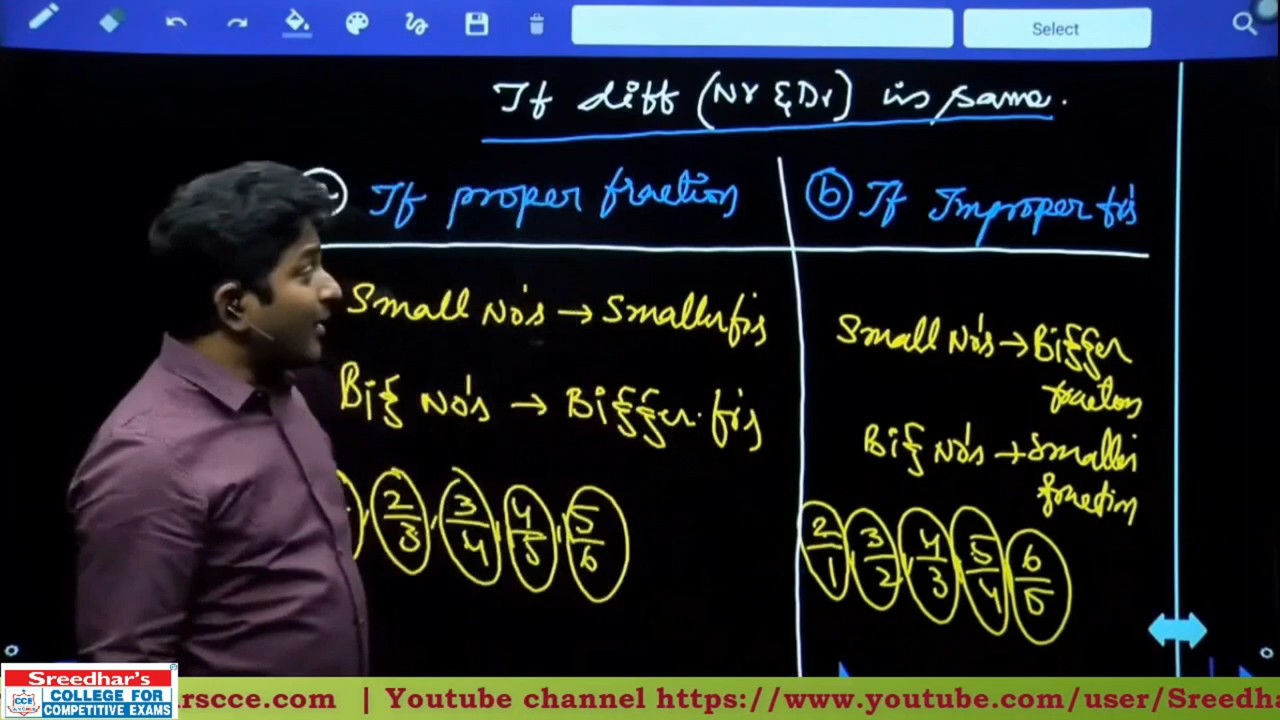 Select
If diff (Nr & Dr) is same.
If proper fraction
Small No's → Smaller fr's
Big No's → Bigger. fr's
2/3, 3/4, 4/5, 5/6
b If Improper fr's
Small No's → Bigger
fraction
Big No's → Smaller
fraction
2/1, 3/2, 4/3, 5/4, 6/5
Sreedhar's
CCE
COLLEGE FOR
COMPETITIVE EXAMS
rscce.com | Youtube channel https://www.youtube.com/user/Sreedha